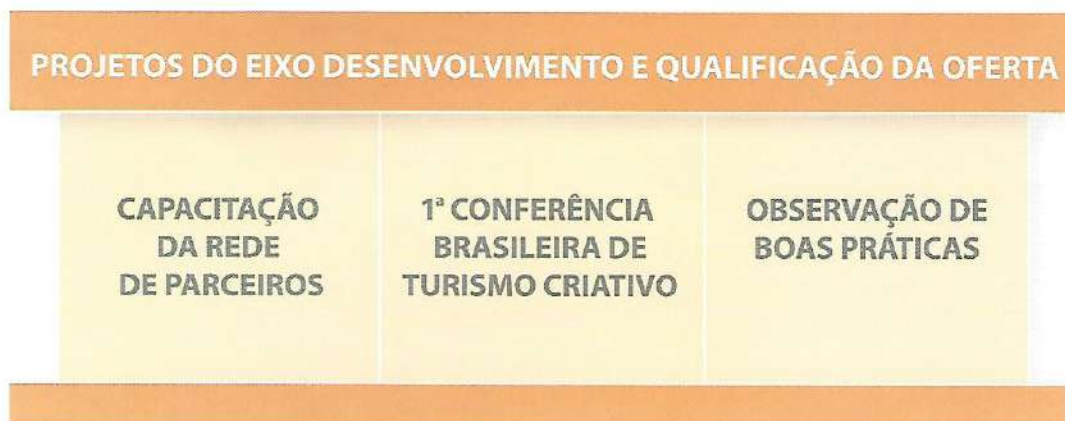 PROJETOS DO EIXO DESENVOLVIMENTO E QUALIFICAÇÃO DA OFERTA
CAPACITAÇÃO
DA REDE
DE PARCEIROS
1ª CONFERÊNCIA
BRASILEIRA DE
TURISMO CRIATIVO
OBSERVAÇÃO DE
BOAS PRÁTICAS